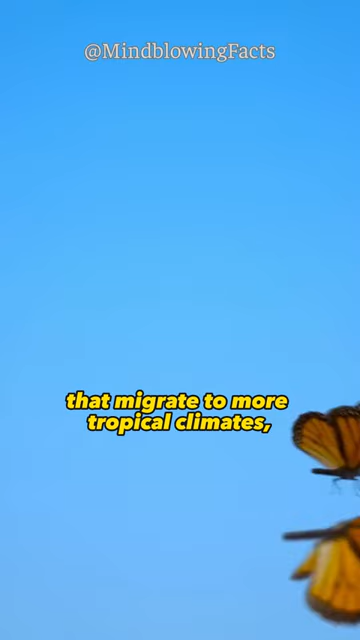 @MindblowingFacts
that migrate to more
tropical climates,